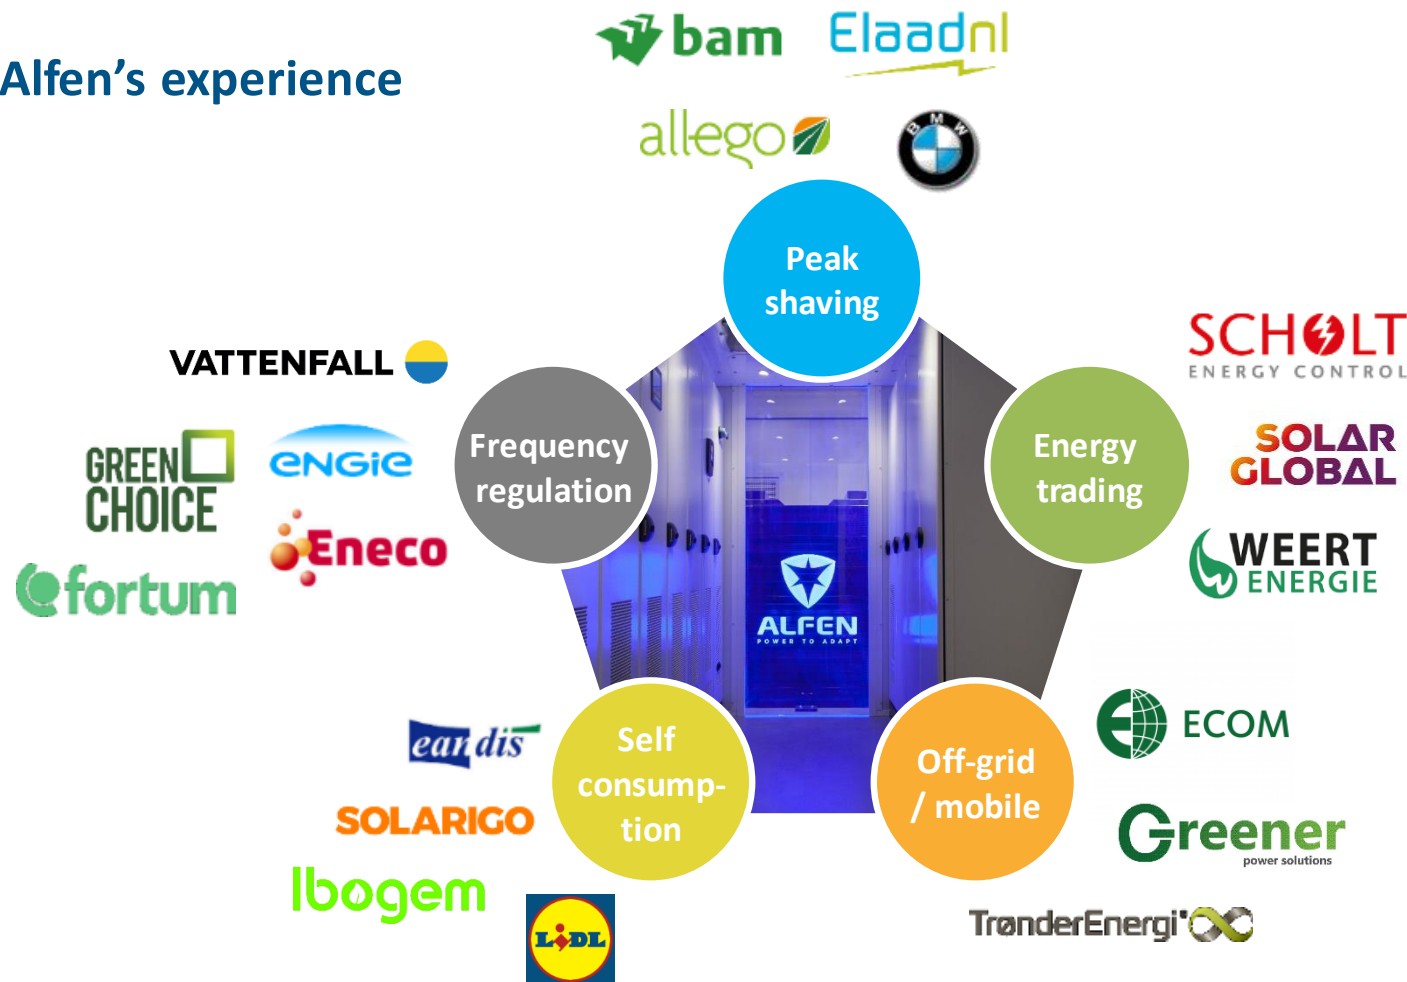 Alfen's experience
bam
Elaadnl
allego
BMW
Peak
shaving
VATTENFALL
GREEN
CHOICE
ENGIE
Eneco
fortum
Frequency
regulation
Energy
trading
SCHOLT
ENERGY CONTROL
SOLAR
GLOBAL
WEERT
ENERGIE
ALFEN
POWER TO ADAPT
eandis
SOLARIGO
Ibogem
LIDL
Self
consump-
tion
Off-grid
/ mobile
ECOM
Greener
power solutions
TrønderEnergi